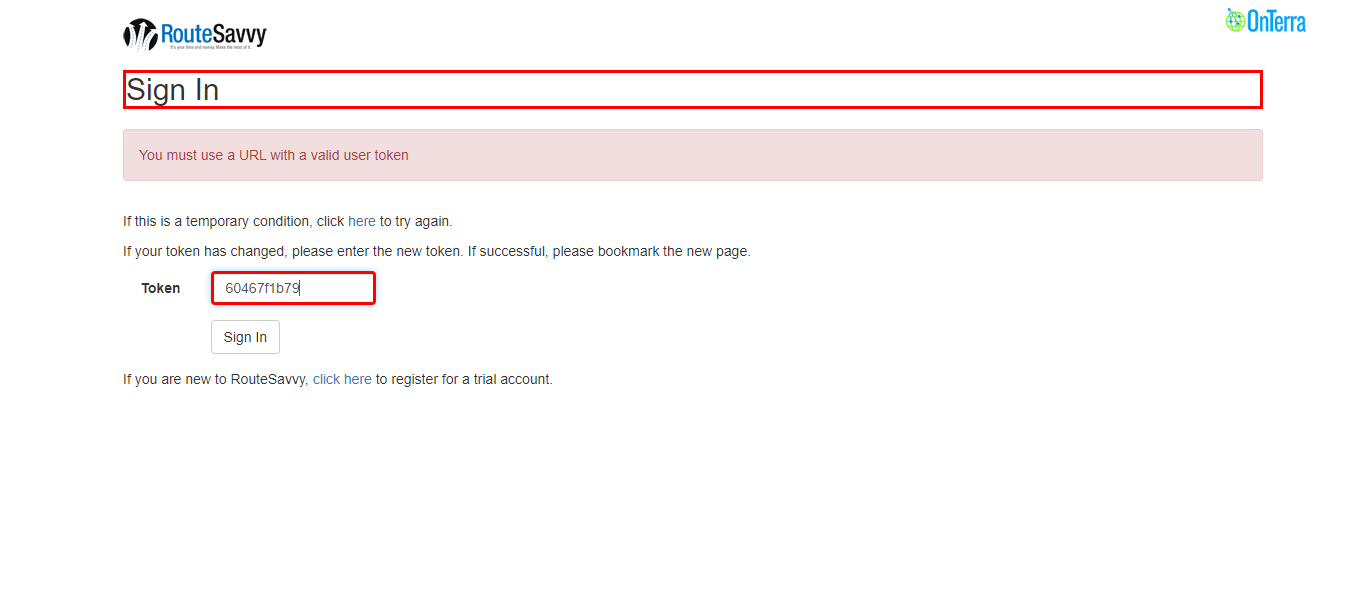 RouteSavvy
It's your time and money. Make the most of it.
OnTerra
Sign In
You must use a URL with a valid user token
If this is a temporary condition, click here to try again.
If your token has changed, please enter the new token. If successful, please bookmark the new page.
Token 60467f1b79
Sign In
If you are new to RouteSavvy, click here to register for a trial account.